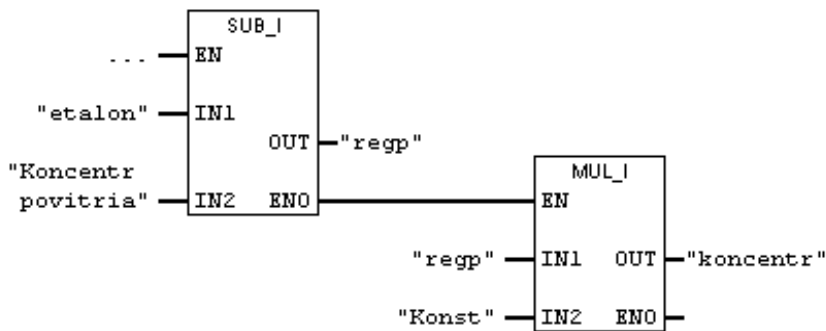 SUB_I
... EN
"etalon" IN1
OUT "regp"
"Koncentr
povitria" IN2 ENO
MUL_I
EN
"regp" IN1 OUT "koncentr"
"Konst" IN2 ENO